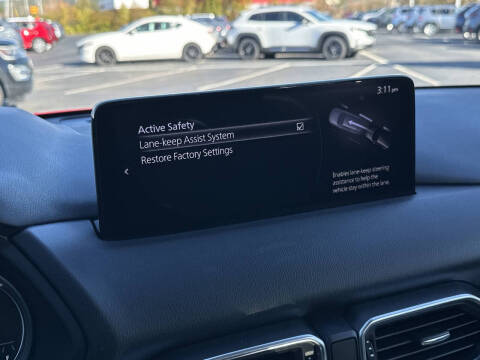 3:11 PM
Active Safety
Lane-keep Assist System
Restore Factory Settings
Enables lane-keep steering
assistance to help the
vehicle stay within the lane.